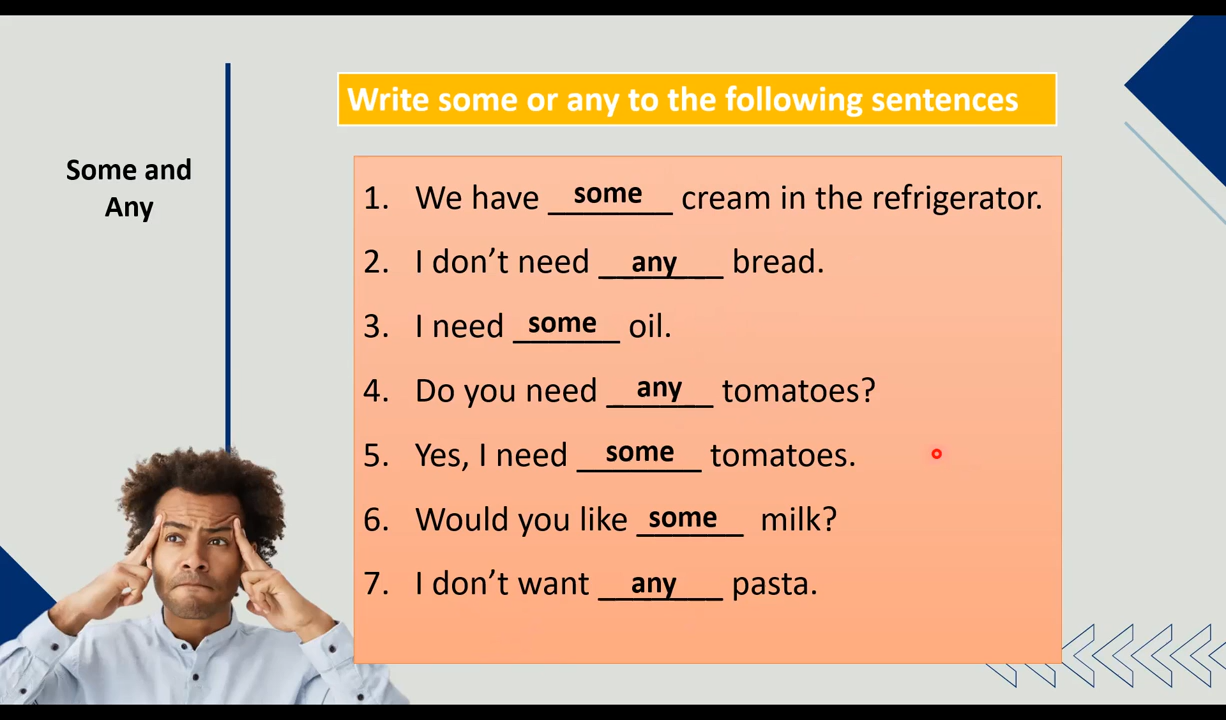 Write some or any to the following sentences
Some and
Any
1. We have some cream in the refrigerator.
2. I don’t need any bread.
3. I need some oil.
4. Do you need any tomatoes?
5. Yes, I need some tomatoes.
6. Would you like some milk?
7. I don’t want any pasta.